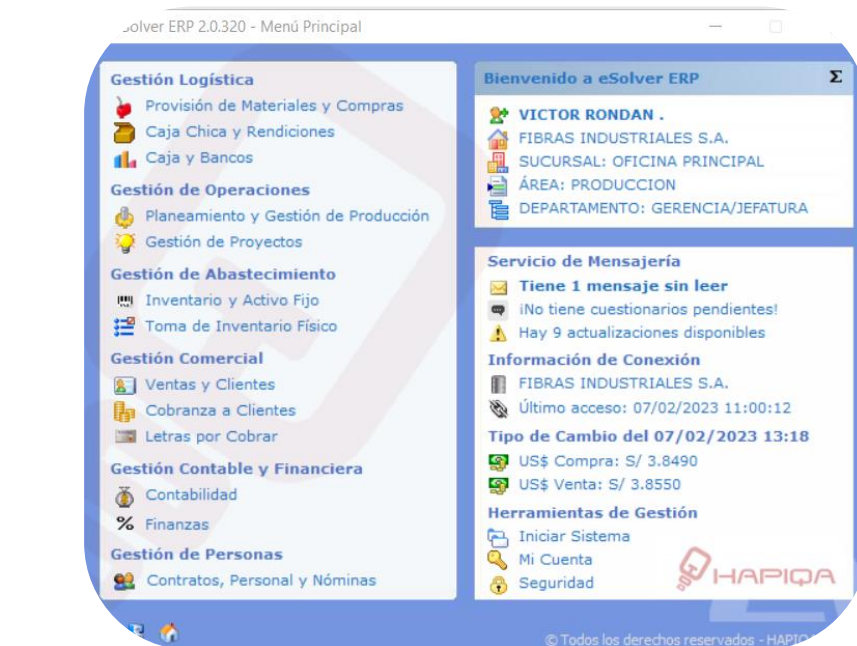 Solver ERP 2.0.320 - Menú Principal
Gestión Logística
Provisión de Materiales y Compras
Caja Chica y Rendiciones
Caja y Bancos
Gestión de Operaciones
Planeamiento y Gestión de Producción
Gestión de Proyectos
Gestión de Abastecimiento
Inventario y Activo Fijo
Toma de Inventario Físico
Gestión Comercial
Ventas y Clientes
Cobranza a Clientes
Letras por Cobrar
Gestión Contable y Financiera
Contabilidad
% Finanzas
Gestión de Personas
Contratos, Personal y Nóminas
Bienvenido a eSolver ERP Σ
VICTOR RONDAN .
FIBRAS INDUSTRIALES S.A.
SUCURSAL: OFICINA PRINCIPAL
ÁREA: PRODUCCION
DEPARTAMENTO: GERENCIA/JEFATURA
Servicio de Mensajería
Tiene 1 mensaje sin leer
¡No tiene cuestionarios pendientes!
Hay 9 actualizaciones disponibles
Información de Conexión
FIBRAS INDUSTRIALES S.A.
Último acceso: 07/02/2023 11:00:12
Tipo de Cambio del 07/02/2023 13:18
US$ Compra: S/ 3.8490
US$ Venta: S/ 3.8550
Herramientas de Gestión
Iniciar Sistema
Mi Cuenta
Seguridad
HAPIQA
© Todos los derechos reservados -